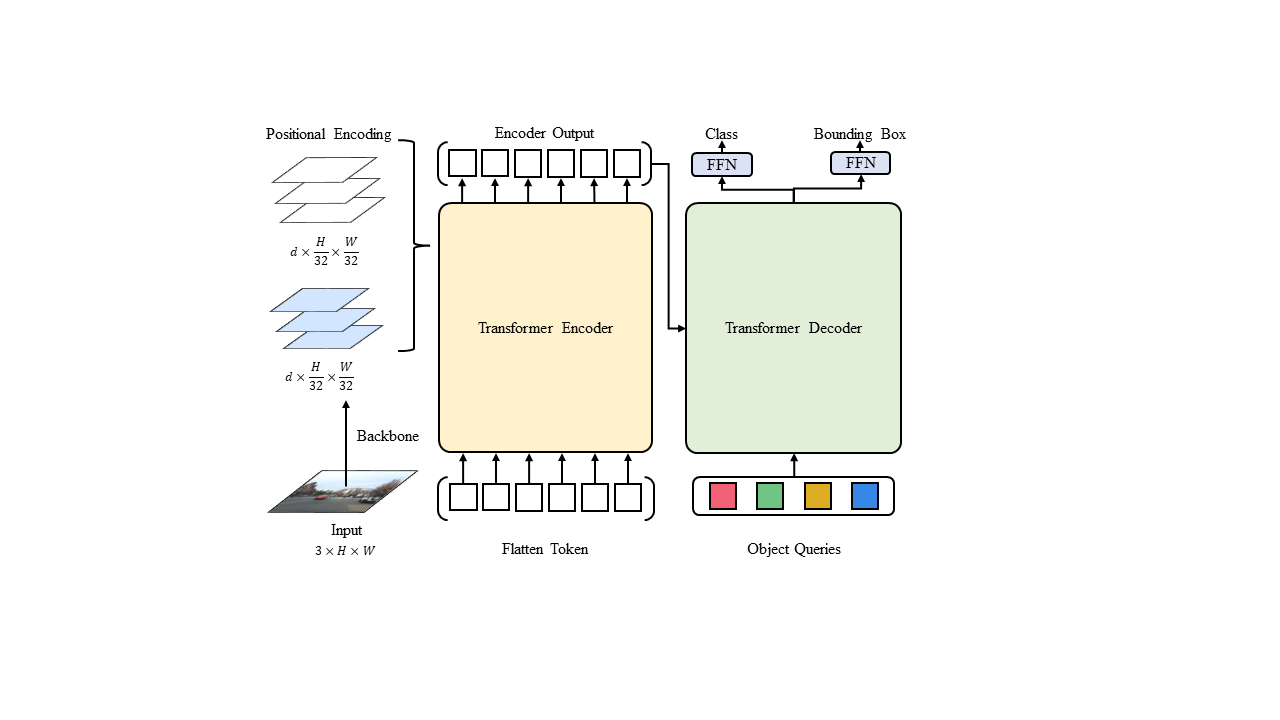 Positional Encoding
d × H/32 × W/32
d × H/32 × W/32
Backbone
Input
3 × H × W
Encoder Output
Transformer Encoder
Flatten Token
Class
Bounding Box
FFN
FFN
Transformer Decoder
Object Queries